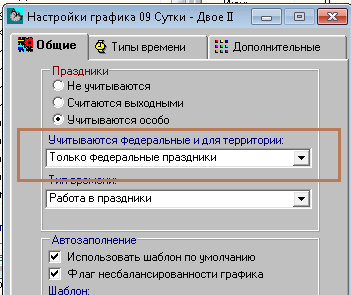 Настройки графика 09 Сутки - Двое II
Общие Типы времени Дополнительные
Праздники
Не учитываются
Считаются выходными
Учитываются особо
Учитываются федеральные и для территории:
Только федеральные праздники
Тип времени:
Работа в праздники
Автозаполнение
Использовать шаблон по умолчанию
Флаг несбалансированности графика
Шаблон: